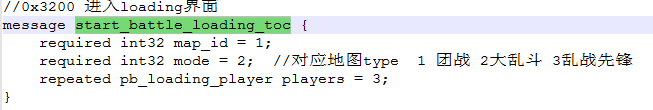 //0x3200 进入loading界面
message start_battle_loading_toc {
    required int32 map_id = 1;
    required int32 mode = 2;  //对应地图type  1 团战 2大乱斗 3乱战先锋
    repeated pb_loading_player players = 3;
}